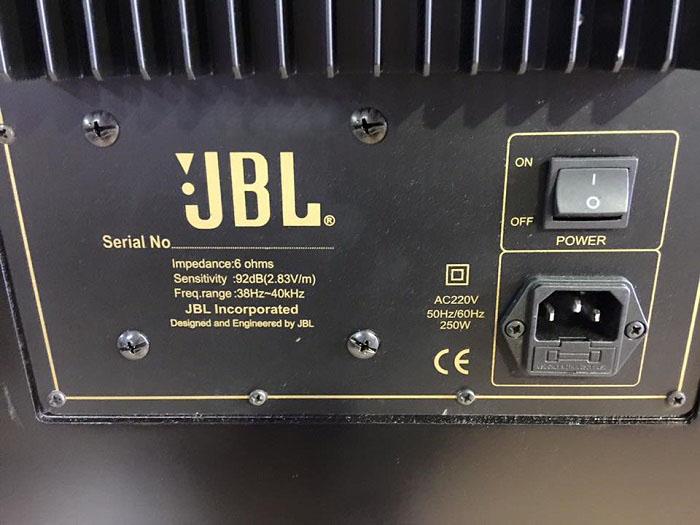 JBL®
Serial No
Impedance:6 ohms
Sensitivity :92dB(2.83V/m)
Freq.range :38Hz~40kHz
JBL Incorporated
Designed and Engineered by JBL
ON
I
O
OFF
POWER
AC220V
50Hz/60Hz
250W
CE